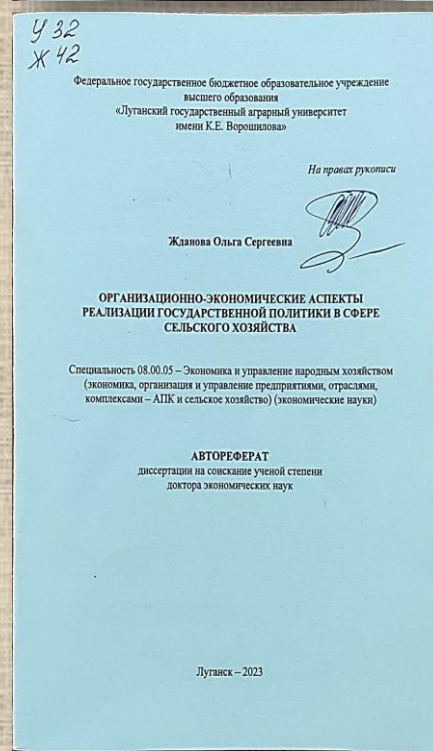 У 32
Ж 42
Федеральное государственное бюджетное образовательное учреждение
высшего образования
«Луганский государственный аграрный университет
имени К.Е. Ворошилова»
На правах рукописи
Жданова Ольга Сергеевна
ОРГАНИЗАЦИОННО-ЭКОНОМИЧЕСКИЕ АСПЕКТЫ
РЕАЛИЗАЦИИ ГОСУДАРСТВЕННОЙ ПОЛИТИКИ В СФЕРЕ
СЕЛЬСКОГО ХОЗЯЙСТВА
Специальность 08.00.05 – Экономика и управление народным хозяйством
(экономика, организация и управление предприятиями, отраслями,
комплексами – АПК и сельское хозяйство) (экономические науки)
АВТОРЕФЕРАТ
диссертации на соискание ученой степени
доктора экономических наук
Луганск – 2023